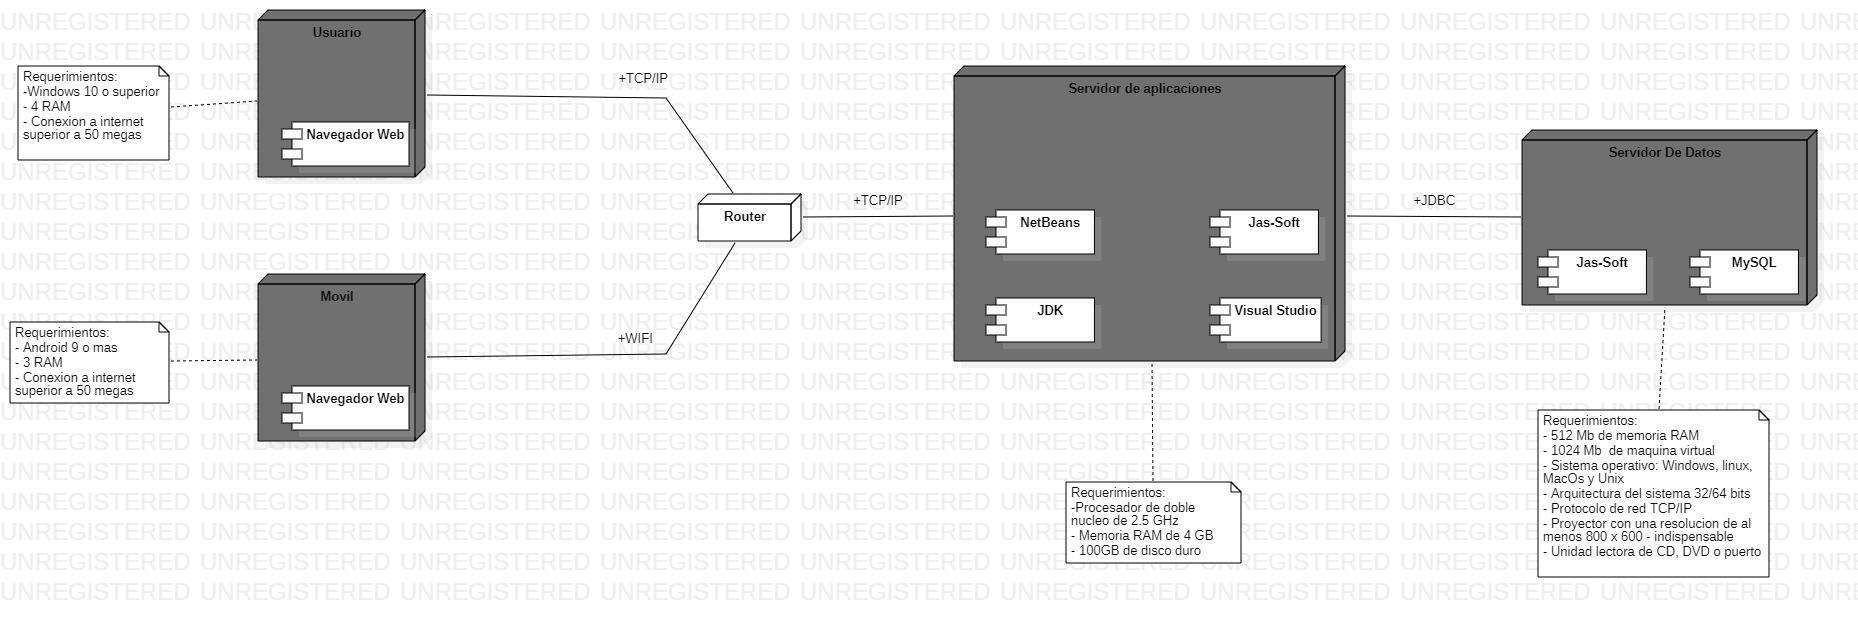 Usuario
Requerimientos:
-Windows 10 o superior
- 4 RAM
- Conexion a internet
superior a 50 megas
Navegador Web
+TCP/IP
Router
+TCP/IP
Movil
Requerimientos:
- Android 9 o mas
- 3 RAM
- Conexion a internet
superior a 50 megas
Navegador Web
+WIFI
Servidor de aplicaciones
NetBeans
Jas-Soft
JDK
Visual Studio
Requerimientos:
-Procesador de doble
nucleo de 2.5 GHz
- Memoria RAM de 4 GB
- 100GB de disco duro
+JDBC
Servidor De Datos
Jas-Soft
MySQL
Requerimientos:
- 512 Mb de memoria RAM
- 1024 Mb  de maquina virtual
- Sistema operativo: Windows, linux,
MacOs y Unix
- Arquitectura del sistema 32/64 bits
- Protocolo de red TCP/IP
- Proyector con una resolucion de al
menos 800 x 600 - indispensable
- Unidad lectora de CD, DVD o puerto
UNREGISTERED